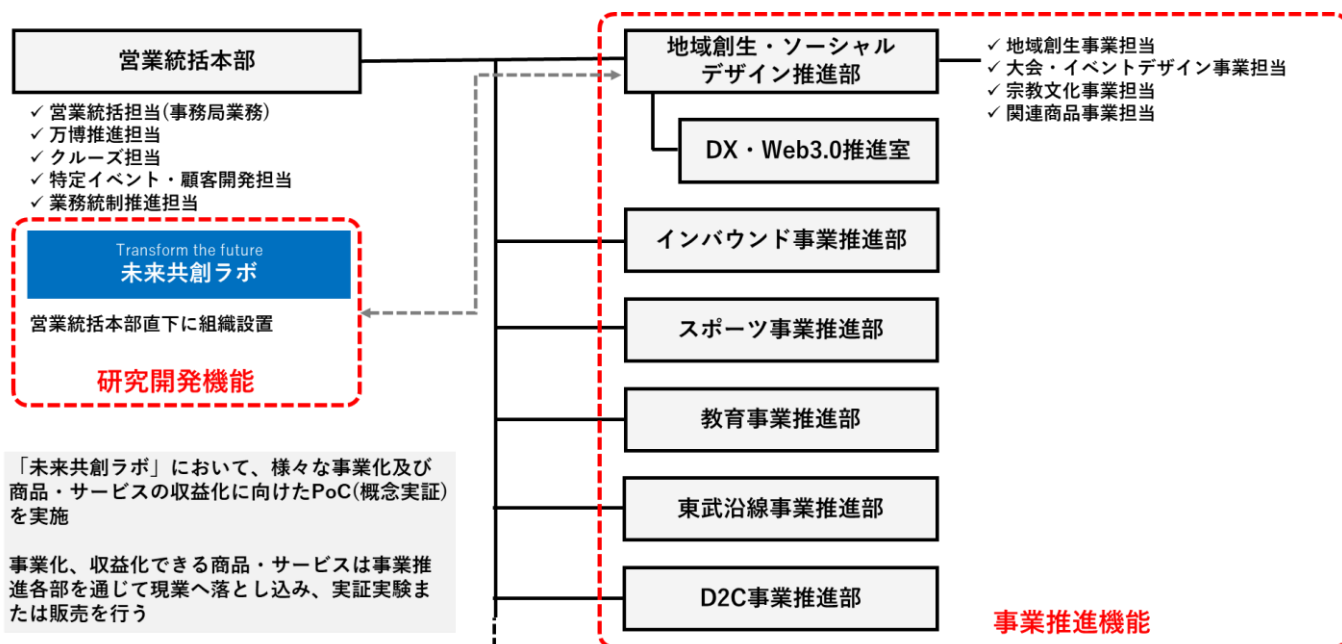 営業統括本部
✓ 営業統括担当(事務局業務)
✓ 万博推進担当
✓ クルーズ担当
✓ 特定イベント・顧客開発担当
✓ 業務統制推進担当
Transform the future
未来共創ラボ
営業統括本部直下に組織設置
研究開発機能
「未来共創ラボ」において、様々な事業化及び
商品・サービスの収益化に向けたPoC(概念実証)
を実施
事業化、収益化できる商品・サービスは事業推
進各部を通じて現業へ落とし込み、実証実験ま
たは販売を行う
地域創生・ソーシャル
デザイン推進部
✓ 地域創生事業担当
✓ 大会・イベントデザイン事業担当
✓ 宗教文化事業担当
✓ 関連商品事業担当
DX・Web3.0推進室
インバウンド事業推進部
スポーツ事業推進部
教育事業推進部
東武沿線事業推進部
D2C事業推進部
事業推進機能